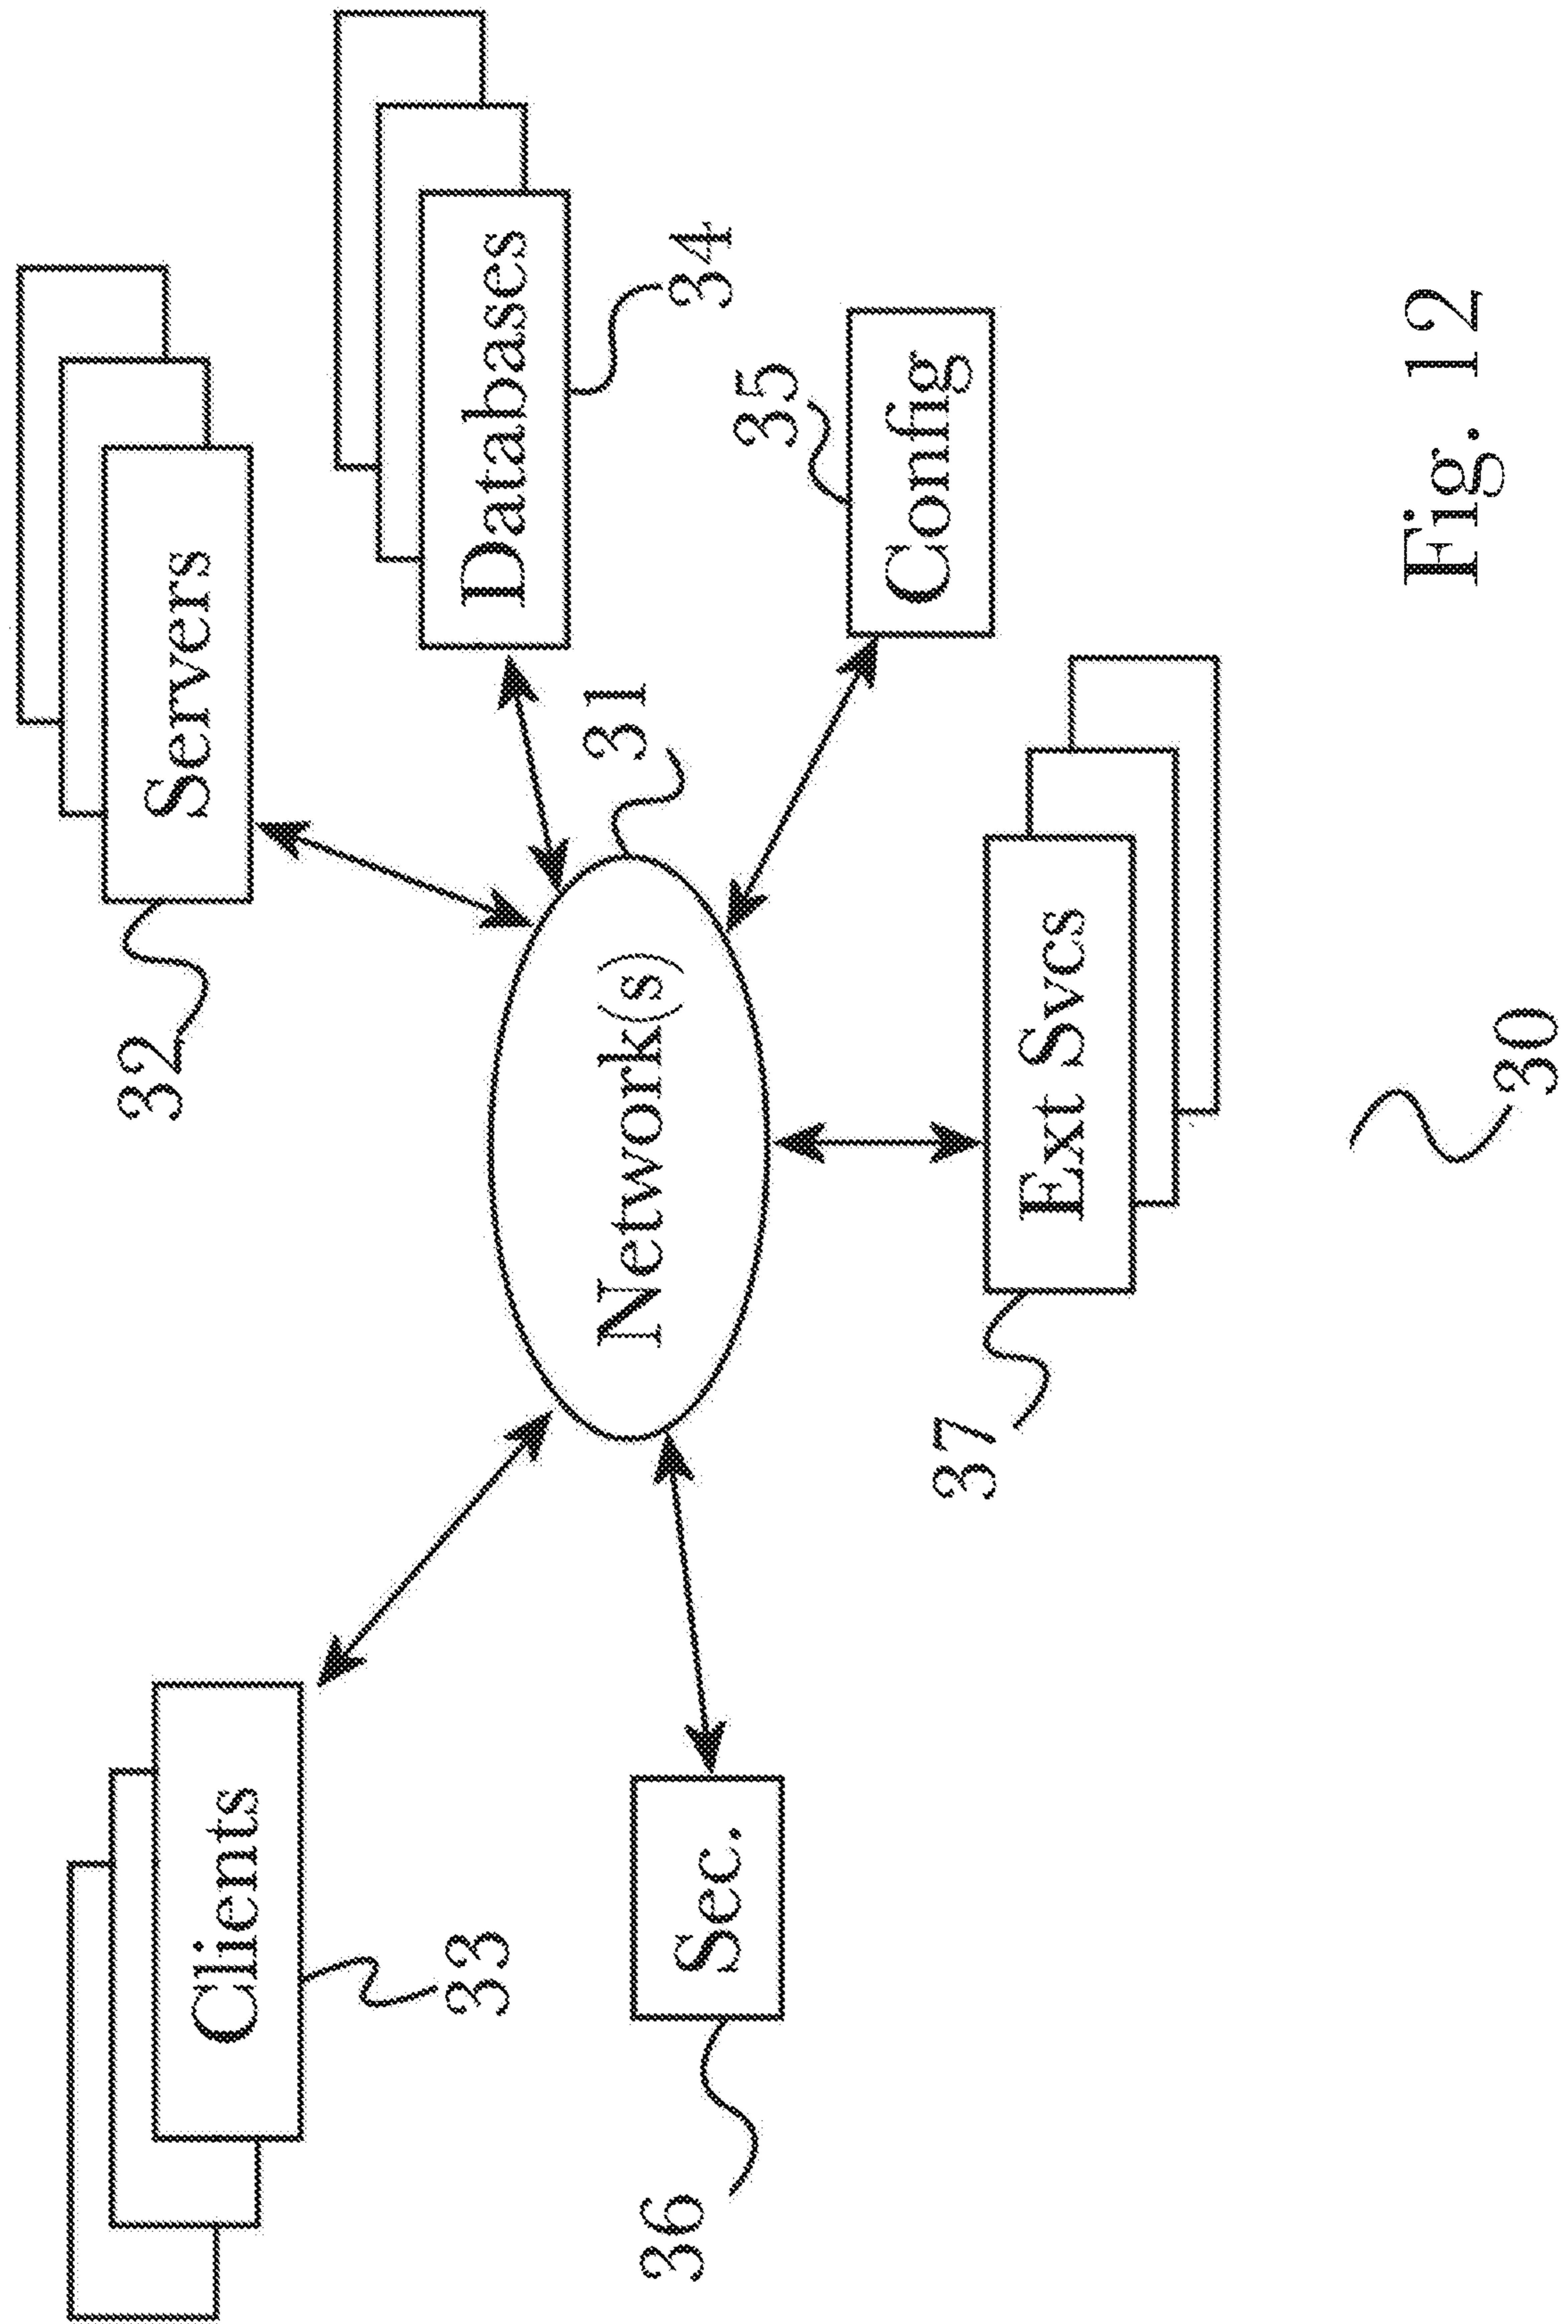 32
Servers
Clients
33
Databases
34
31
Network(s)
36
Sec.
35
Config
37
Ext Svcs
30
Fig. 12